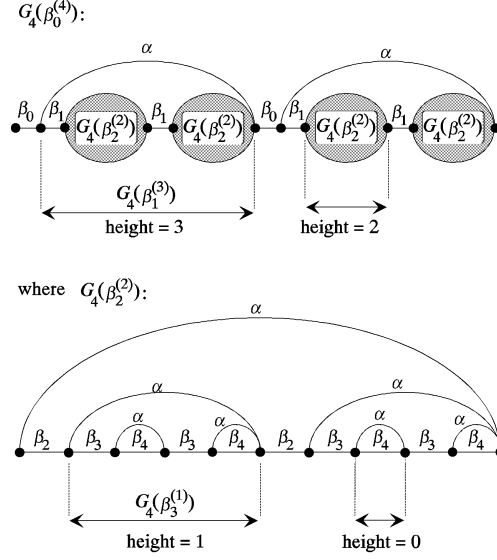 G₄(β₀⁽⁴⁾):
α α
β₀ β₁ G₄(β₂⁽²⁾) β₁ G₄(β₂⁽²⁾) β₀ β₁ G₄(β₂⁽²⁾) β₁ G₄(β₂⁽²⁾)
G₄(β₁⁽³⁾)
height = 3 height = 2
where G₄(β₂⁽²⁾):
α
α α
α α α α
β₂ β₃ β₄ β₃ β₄ β₂ β₃ β₄ β₃ β₄
G₄(β₃⁽¹⁾)
height = 1 height = 0